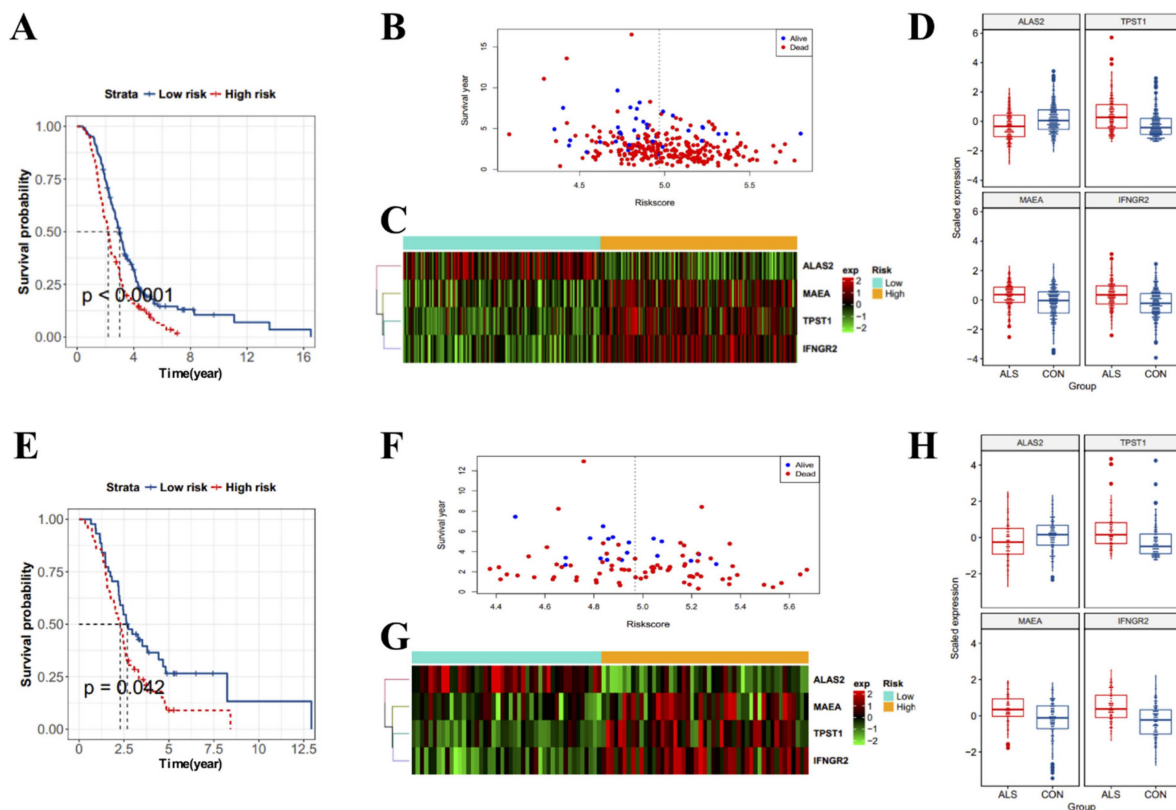 A
Strata Low risk High risk
Survival probability
1.00
0.75
0.50
0.25
0.00
p < 0.0001
0 4 8 12 16
Time(year)
B
Survival year
15
10
5
0
Alive
Dead
4.5 5.0 5.5
Riskscore
C
ALAS2
MAEA
TPST1
IFNGR2
exp
2
1
0
−1
−2
Risk
Low
High
D
ALAS2 TPST1
MAEA IFNGR2
Scaled expression
6
4
2
0
−2
−4
6
4
2
0
−2
−4
ALS CON ALS CON
Group
E
Strata Low risk High risk
Survival probability
1.00
0.75
0.50
0.25
0.00
p = 0.042
0 2.5 5 7.5 10 12.5
Time(year)
F
Survival year
12
10
8
6
4
2
0
Alive
Dead
4.4 4.6 4.8 5.0 5.2 5.4 5.6
Riskscore
G
ALAS2
MAEA
TPST1
IFNGR2
exp
2
1
0
−1
−2
Risk
Low
High
H
ALAS2 TPST1
MAEA IFNGR2
Scaled expression
4
2
0
−2
4
2
0
−2
ALS CON ALS CON
Group